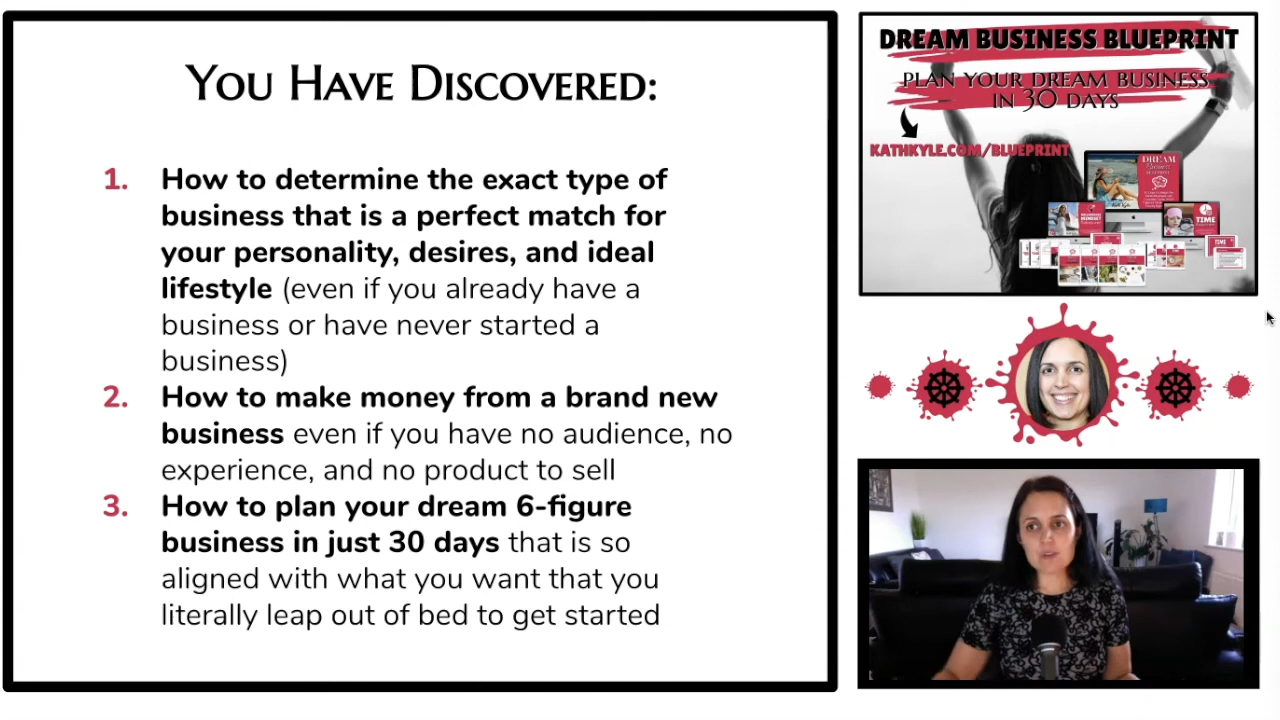 You Have Discovered:
1. How to determine the exact type of
business that is a perfect match for
your personality, desires, and ideal
lifestyle (even if you already have a
business or have never started a
business)
2. How to make money from a brand new
business even if you have no audience, no
experience, and no product to sell
3. How to plan your dream 6-figure
business in just 30 days that is so
aligned with what you want that you
literally leap out of bed to get started
DREAM BUSINESS BLUEPRINT
PLAN YOUR DREAM BUSINESS
IN 30 DAYS
KATHKYLE.COM/BLUEPRINT
DREAM
TIME
TIME